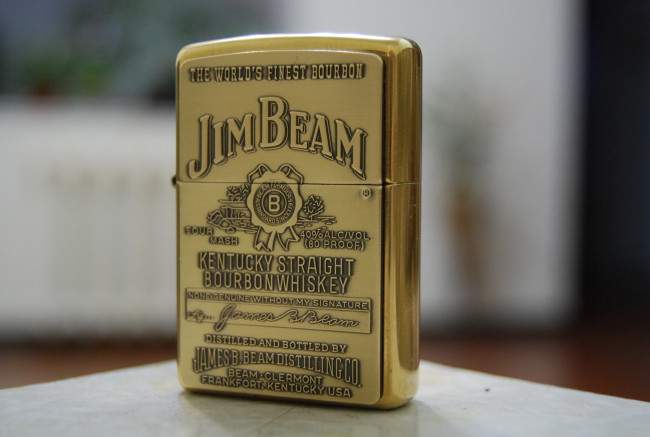 THE WORLD'S FINEST BOURBON
JIM BEAM
®
B
SOUR MASH
40% ALC/VOL (80 PROOF)
KENTUCKY STRAIGHT
BOURBON WHISKEY
NONE GENUINE WITHOUT MY SIGNATURE
James B. Beam
DISTILLED AND BOTTLED BY
JAMES B. BEAM DISTILLING CO.
BEAM · CLERMONT
FRANKFORT, KENTUCKY USA